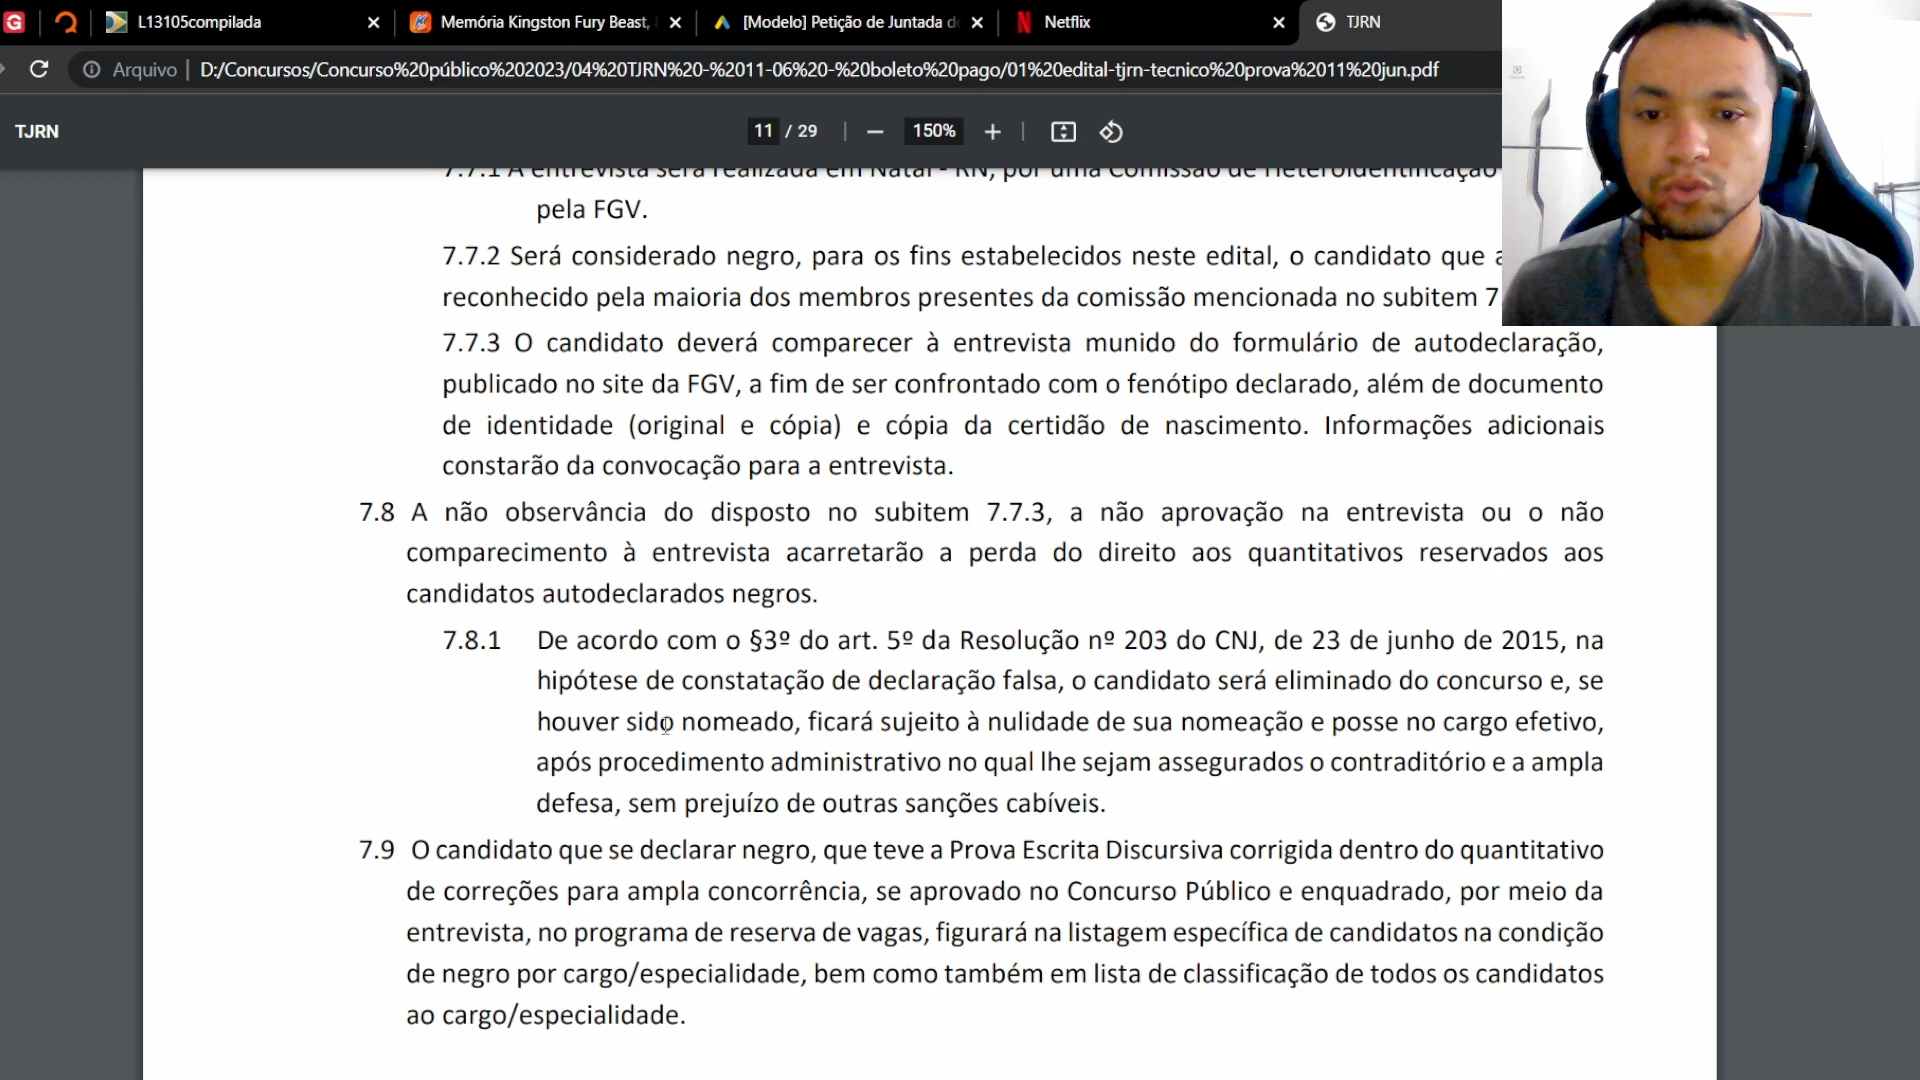 L13105compilada
Memória Kingston Fury Beast,
[Modelo] Petição de Juntada d
Netflix
TJRN
Arquivo | D:/Concursos/Concurso%20público%202023/04%20TJRN%20-%2011-06%20-%20boleto%20pago/01%20edital-tjrn-tecnico%20prova%2011%20jun.pdf
TJRN
11 / 29
150%
7.7.1 A entrevista será realizada em Natal - RN, por uma Comissão de Heteroidentificação
pela FGV.
7.7.2 Será considerado negro, para os fins estabelecidos neste edital, o candidato que a
reconhecido pela maioria dos membros presentes da comissão mencionada no subitem 7.
7.7.3 O candidato deverá comparecer à entrevista munido do formulário de autodeclaração,
publicado no site da FGV, a fim de ser confrontado com o fenótipo declarado, além de documento
de identidade (original e cópia) e cópia da certidão de nascimento. Informações adicionais
constarão da convocação para a entrevista.
7.8 A não observância do disposto no subitem 7.7.3, a não aprovação na entrevista ou o não
comparecimento à entrevista acarretarão a perda do direito aos quantitativos reservados aos
candidatos autodeclarados negros.
7.8.1 De acordo com o §3º do art. 5º da Resolução nº 203 do CNJ, de 23 de junho de 2015, na
hipótese de constatação de declaração falsa, o candidato será eliminado do concurso e, se
houver sido nomeado, ficará sujeito à nulidade de sua nomeação e posse no cargo efetivo,
após procedimento administrativo no qual lhe sejam assegurados o contraditório e a ampla
defesa, sem prejuízo de outras sanções cabíveis.
7.9 O candidato que se declarar negro, que teve a Prova Escrita Discursiva corrigida dentro do quantitativo
de correções para ampla concorrência, se aprovado no Concurso Público e enquadrado, por meio da
entrevista, no programa de reserva de vagas, figurará na listagem específica de candidatos na condição
de negro por cargo/especialidade, bem como também em lista de classificação de todos os candidatos
ao cargo/especialidade.